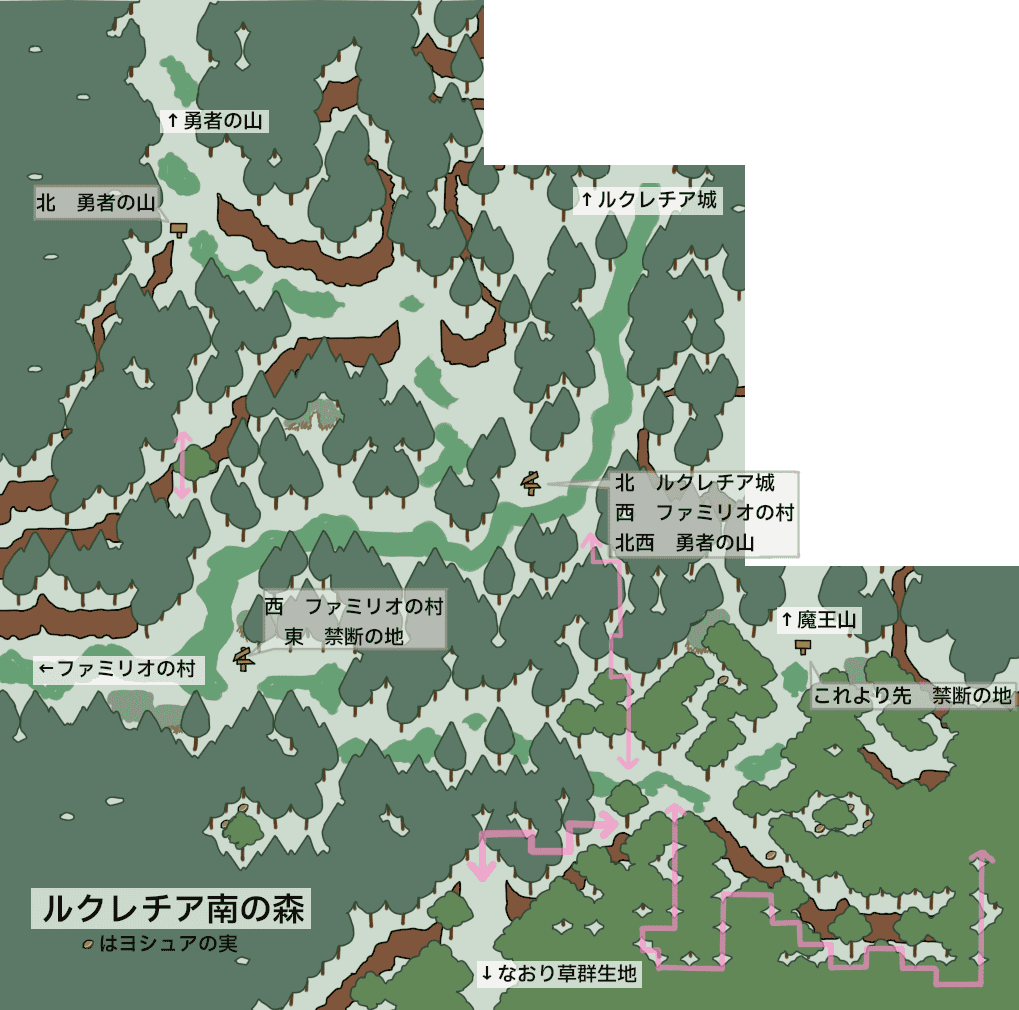 ↑勇者の山
北　勇者の山
↑ルクレチア城
北　ルクレチア城
西　ファミリオの村
北西　勇者の山
西　ファミリオの村
東　禁断の地
↑魔王山
←ファミリオの村
これより先　禁断の地
ルクレチア南の森
はヨシュアの実
↓なおり草群生地